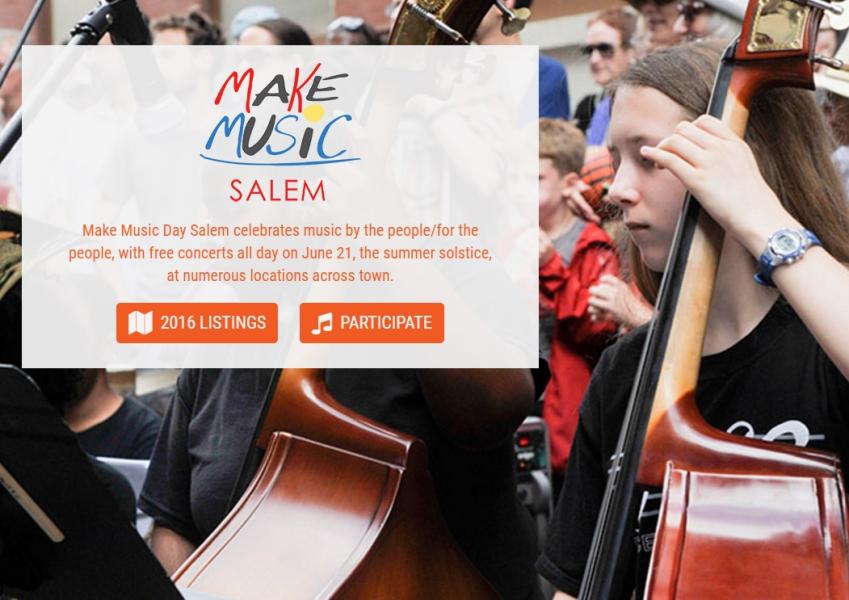 MAKE
MUSIC
SALEM
Make Music Day Salem celebrates music by the people/for the
people, with free concerts all day on June 21, the summer solstice,
at numerous locations across town.
2016 LISTINGS
PARTICIPATE